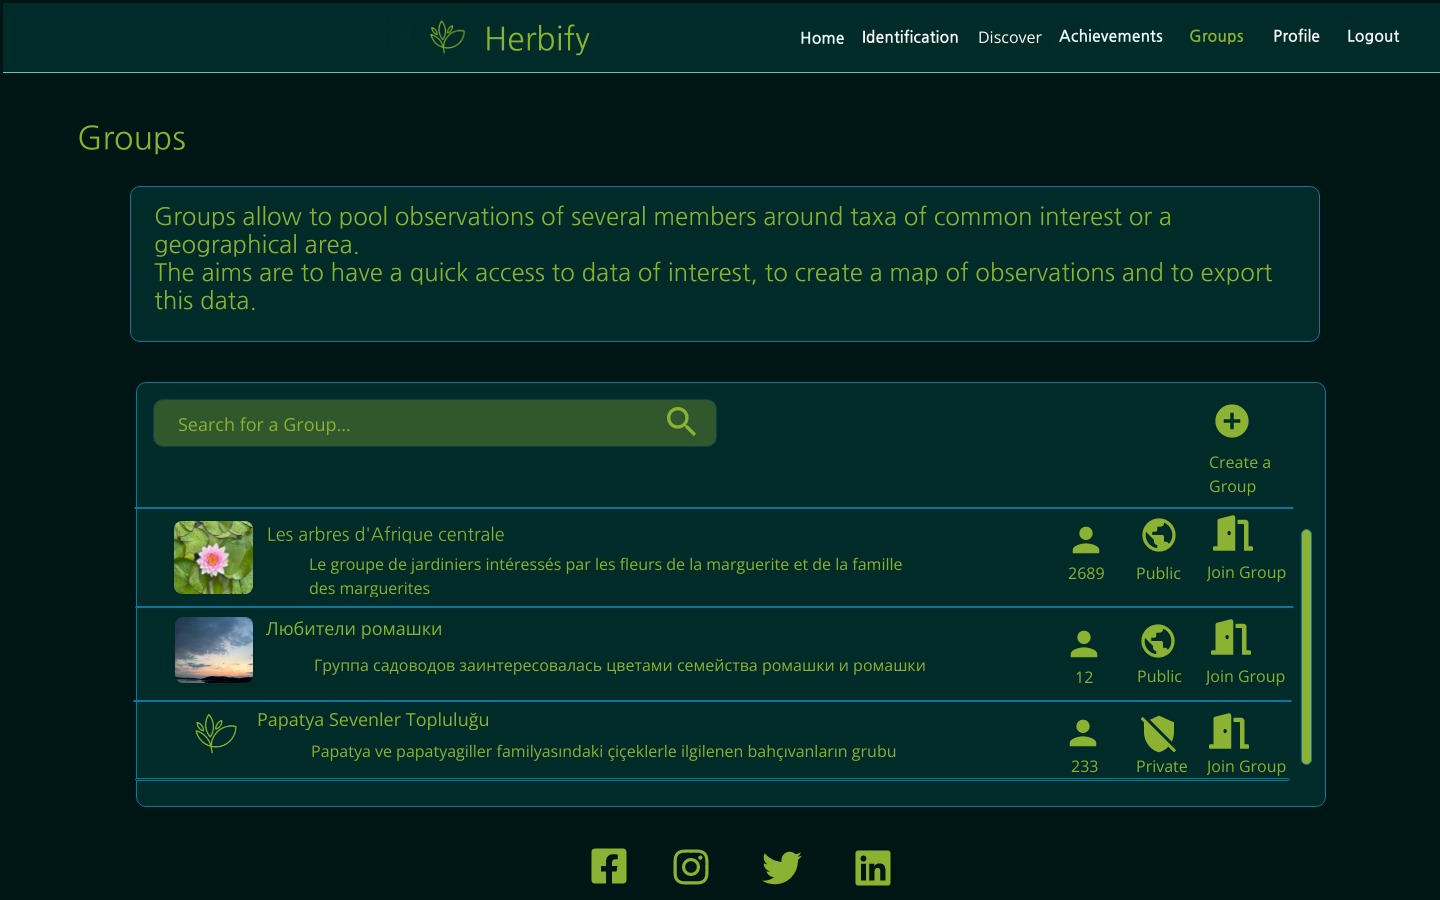 Herbify
Home Identification Discover Achievements Groups Profile Logout
Groups
Groups allow to pool observations of several members around taxa of common interest or a
geographical area.
The aims are to have a quick access to data of interest, to create a map of observations and to export
this data.
Search for a Group...
Create a
Group
Les arbres d'Afrique centrale
Le groupe de jardiniers intéressés par les fleurs de la marguerite et de la famille
des marguerites
2689 Public Join Group
Любители ромашки
Группа садоводов заинтересовалась цветами семейства ромашки и ромашки
12 Public Join Group
Papatya Sevenler Topluluğu
Papatya ve papatyagiller familyasındaki çiçeklerle ilgilenen bahçıvanların grubu
233 Private Join Group